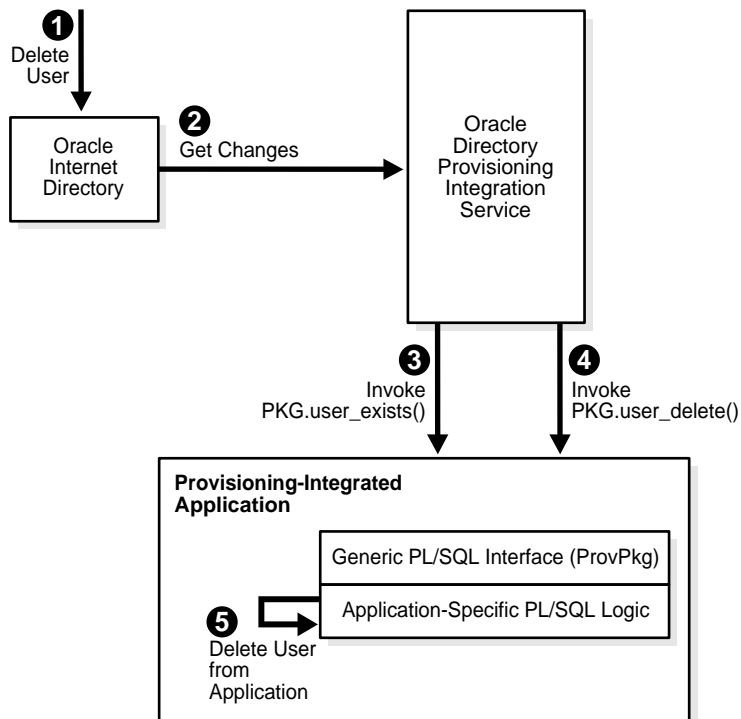 1
Delete
User
Oracle
Internet
Directory
2
Get Changes
Oracle
Directory
Provisioning
Integration
Service
3
Invoke
PKG.user_exists()
4
Invoke
PKG.user_delete()
Provisioning-Integrated
Application
Generic PL/SQL Interface (ProvPkg)
Application-Specific PL/SQL Logic
5
Delete User
from
Application